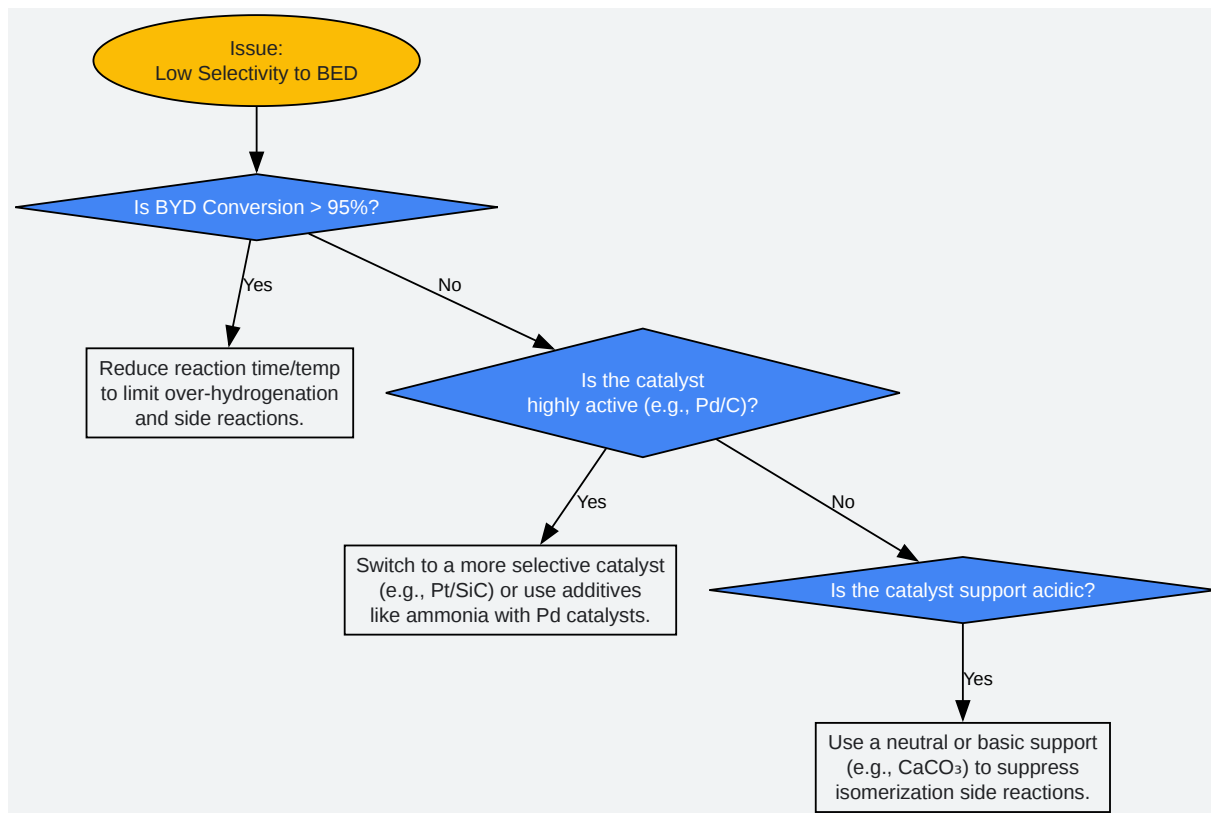 Issue:
Low Selectivity to BED
Is BYD Conversion > 95%?
Yes
No
Reduce reaction time/temp
to limit over-hydrogenation
and side reactions.
Is the catalyst
highly active (e.g., Pd/C)?
Yes
No
Switch to a more selective catalyst
(e.g., Pt/SiC) or use additives
like ammonia with Pd catalysts.
Is the catalyst support acidic?
Yes
Use a neutral or basic support
(e.g., CaCO₃) to suppress
isomerization side reactions.